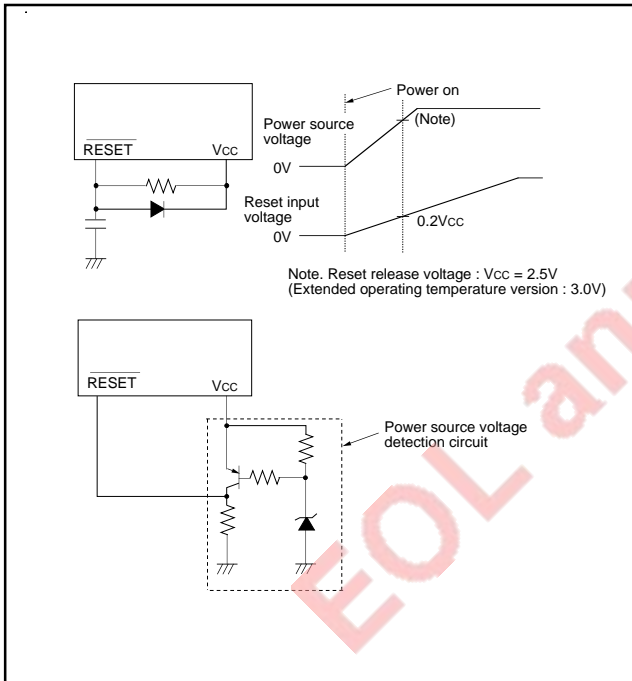 Power on
(Note)
Power source
voltage
0V
RESET VCC
Reset input
voltage
0V
0.2VCC
Note. Reset release voltage : VCC = 2.5V
(Extended operating temperature version : 3.0V)
RESET VCC
Power source voltage
detection circuit
EOL an